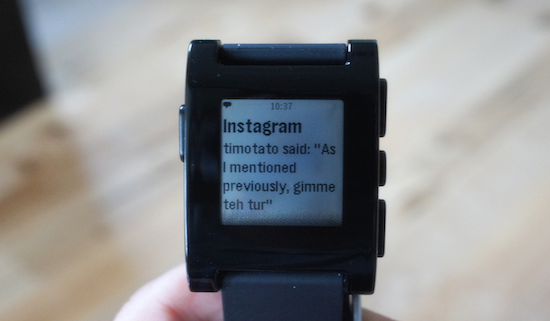 10:37
Instagram
timotato said: "As
I mentioned
previously, gimme
teh tur"